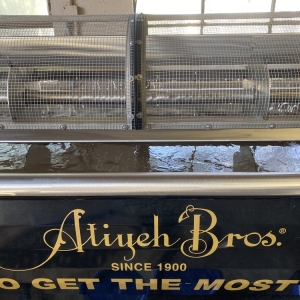 Atiyeh Bros.®
SINCE 1900
O GET THE MOST